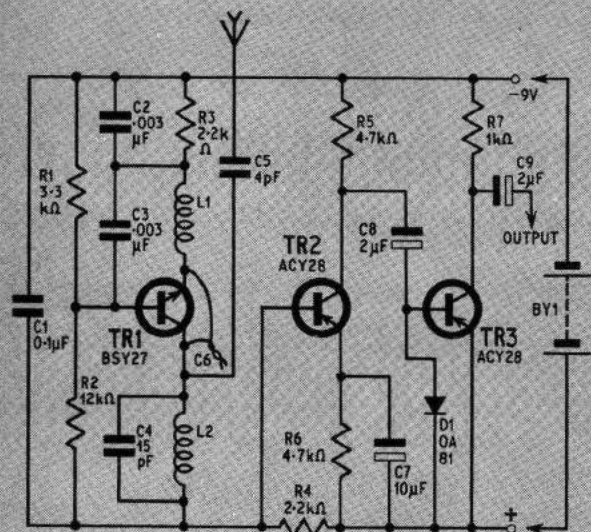 C2
.003
µF
R3
2.2k
Ω
C5
4pF
R5
4.7kΩ
−9V
R7
1kΩ
C9
2µF
R1
3.3
kΩ
C3
.003
µF
L1
C8
2µF
OUTPUT
TR2
ACY28
BY1
C1
0.1µF
TR1
BSY27
C6
TR3
ACY28
R2
12kΩ
C4
15
pF
L2
R6
4.7kΩ
R4
2.2kΩ
C7
10µF
D1
OA
81
+